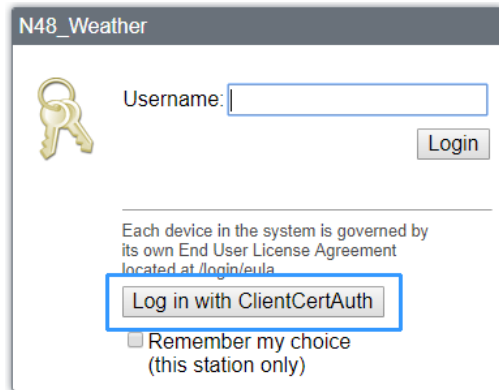 N48_Weather
Username:
Login
Each device in the system is governed by
its own End User License Agreement
located at /login/eula
Log in with ClientCertAuth
Remember my choice
(this station only)